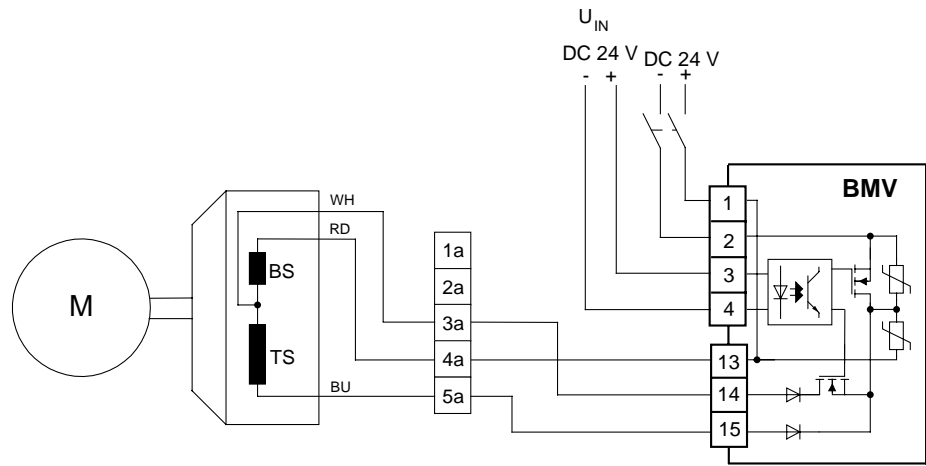 U_IN
DC 24 V DC 24 V
- + - +
BMV
1
2
3
4
13
14
15
WH
RD
BU
BS
TS
M
1a
2a
3a
4a
5a